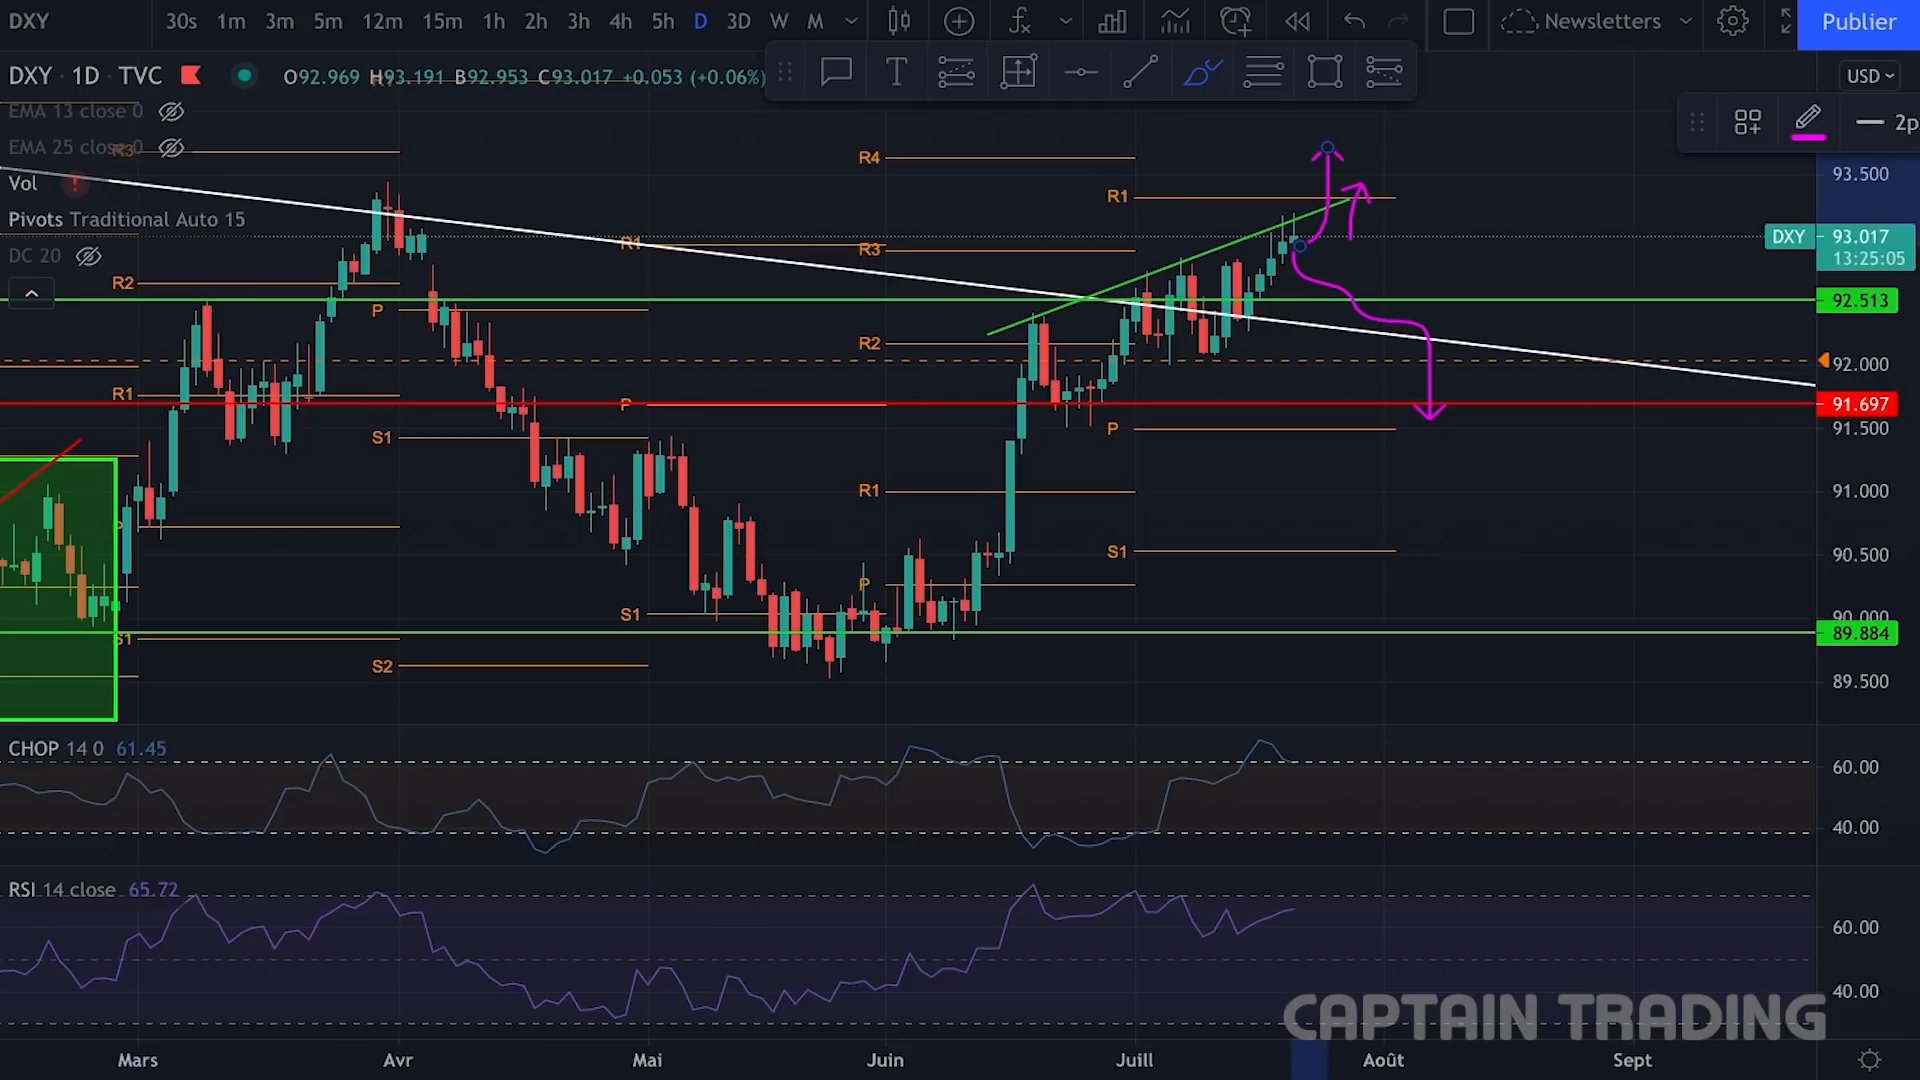 DXY 30s 1m 3m 5m 12m 15m 1h 2h 3h 4h 5h D 3D W M Newsletters Publier
DXY · 1D · TVC O92.969 H93.191 B92.953 C93.017 +0.053 (+0.06%)
USD
EMA 13 close 0
EMA 25 close 0
2p
Vol
Pivots Traditional Auto 15
DC 20
R3
R4
R1
R1
R3
R2
P
R2
R1
P
S1
P
R1
S1
P
P
S1
S1
S2
93.500
DXY 93.017
13:25:05
92.513
92.000
91.697
91.500
91.000
90.500
90.000
89.884
89.500
CHOP 14 0 61.45
60.00
40.00
RSI 14 close 65.72
60.00
40.00
CAPTAIN TRADING
Mars Avr Mai Juin Juill Août Sept